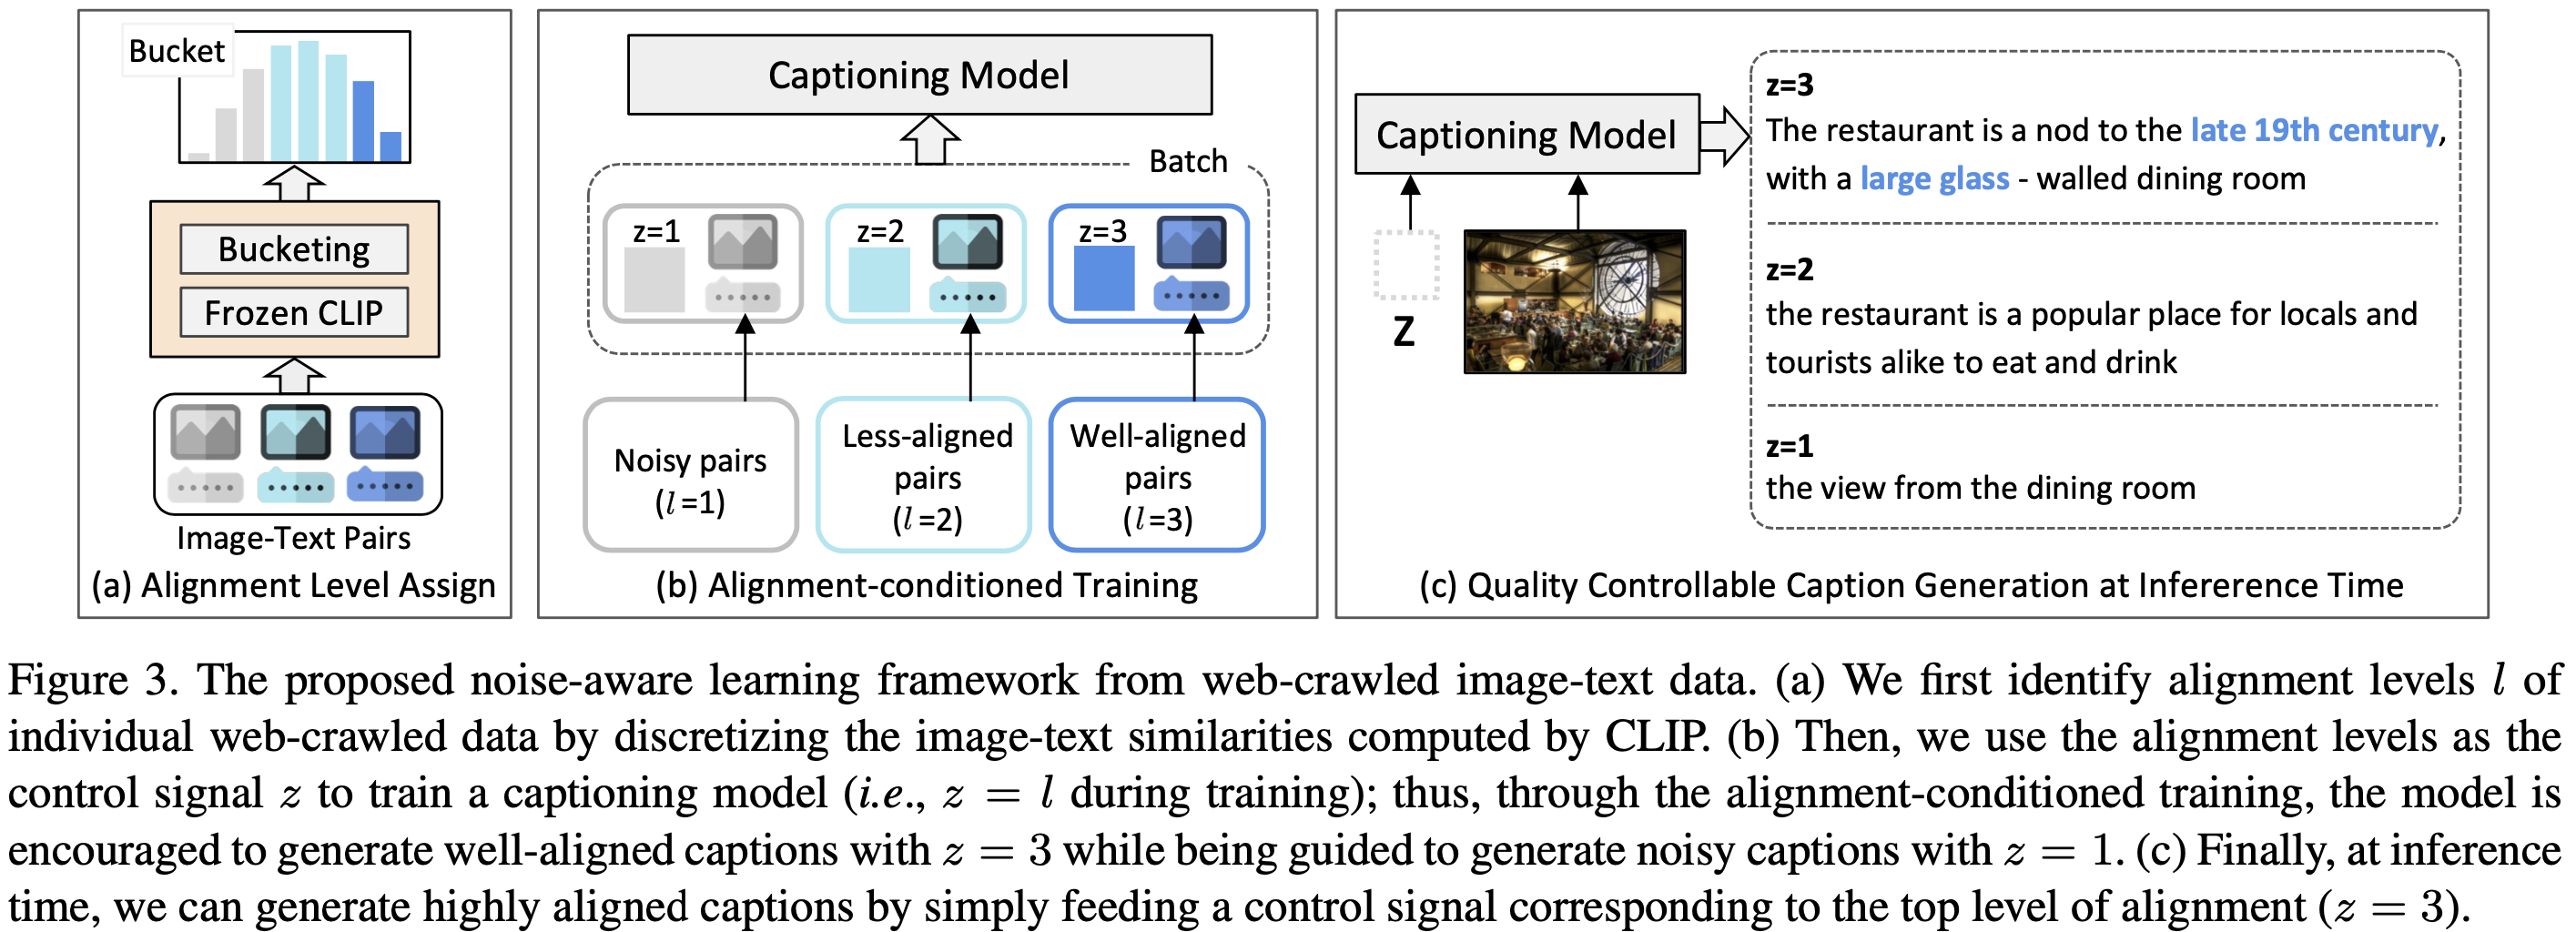 Bucket
Bucketing
Frozen CLIP
Image-Text Pairs
(a) Alignment Level Assign
Captioning Model
Batch
z=1
z=2
z=3
Noisy pairs
(l=1)
Less-aligned
pairs
(l=2)
Well-aligned
pairs
(l=3)
(b) Alignment-conditioned Training
Captioning Model
Z
z=3
The restaurant is a nod to the late 19th century,
with a large glass - walled dining room
z=2
the restaurant is a popular place for locals and
tourists alike to eat and drink
z=1
the view from the dining room
(c) Quality Controllable Caption Generation at Infererence Time
Figure 3. The proposed noise-aware learning framework from web-crawled image-text data. (a) We first identify alignment levels l of
individual web-crawled data by discretizing the image-text similarities computed by CLIP. (b) Then, we use the alignment levels as the
control signal z to train a captioning model (i.e., z = l during training); thus, through the alignment-conditioned training, the model is
encouraged to generate well-aligned captions with z = 3 while being guided to generate noisy captions with z = 1. (c) Finally, at inference
time, we can generate highly aligned captions by simply feeding a control signal corresponding to the top level of alignment (z = 3).